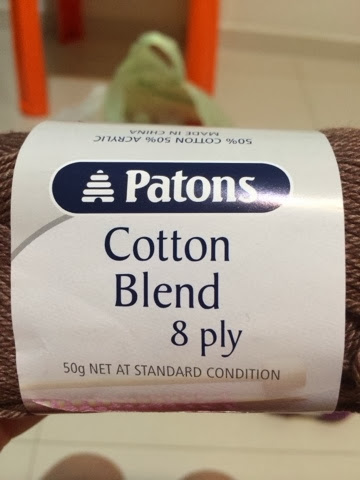 50% COTTON 50% ACRYLIC
MADE IN CHINA
Patons
Cotton
Blend
8 ply
50g NET AT STANDARD CONDITION